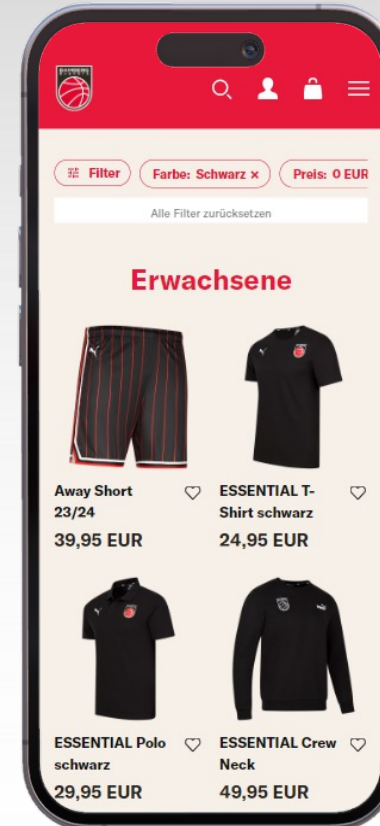 BAMBERG
Filter
Farbe: Schwarz ×
Preis: 0 EUR
Alle Filter zurücksetzen
Erwachsene
Away Short
23/24
39,95 EUR
ESSENTIAL T-
Shirt schwarz
24,95 EUR
ESSENTIAL Polo
schwarz
29,95 EUR
ESSENTIAL Crew
Neck
49,95 EUR